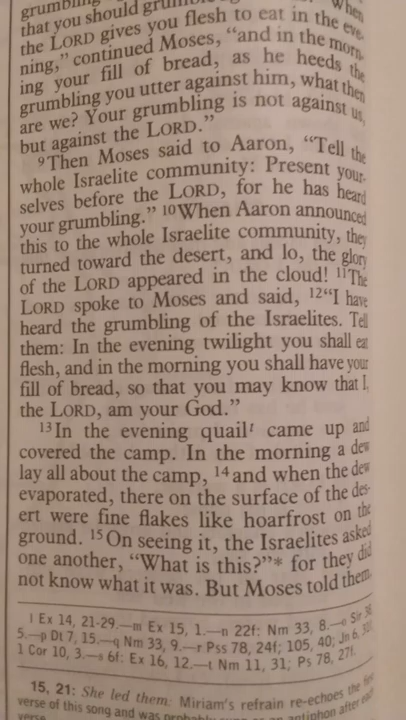 grumbling
that you should grumble When
the LORD gives you flesh to eat in the eve-
ning," continued Moses, "and in the morn-
ing your fill of bread, as he heeds the
grumbling you utter against him, what then
are we? Your grumbling is not against us,
but against the LORD."
9Then Moses said to Aaron, "Tell the
whole Israelite community: Present your-
selves before the LORD, for he has heard
your grumbling." 10When Aaron announced
this to the whole Israelite community, they
turned toward the desert, and lo, the glory
of the LORD appeared in the cloud! 11The
LORD spoke to Moses and said, 12"I have
heard the grumbling of the Israelites. Tell
them: In the evening twilight you shall eat
flesh, and in the morning you shall have your
fill of bread, so that you may know that I,
the LORD, am your God."
13In the evening quailt came up and
covered the camp. In the morning a dew
lay all about the camp, 14and when the dew
evaporated, there on the surface of the des-
ert were fine flakes like hoarfrost on the
ground. 15On seeing it, the Israelites asked
one another, "What is this?"* for they did
not know what it was. But Moses told them,
l Ex 14, 21-29.—m Ex 15, 1.—n 22f: Nm 33, 8.—o Sir 38,
5.—p Dt 7, 15.—q Nm 33, 9.—r Pss 78, 24f; 105, 40; Jn 6,
1 Cor 10, 3.—s 6f: Ex 16, 12.—t Nm 11, 31; Ps 78, 27f.
15, 21: She led them: Miriam's refrain re-echoes the first
verse of this song and was probably sung as an antiphon after each
verse.